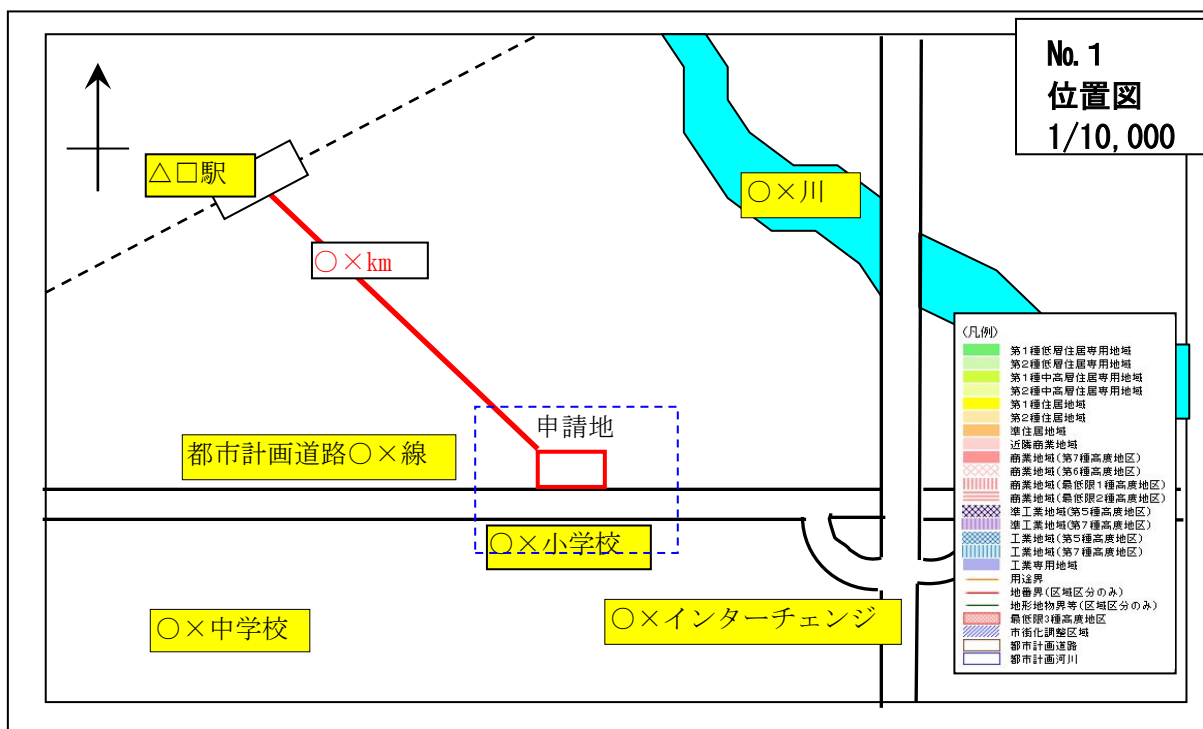 No.1
位置図
1/10,000
△□駅
○×川
○×km
申請地
都市計画道路○×線
○×小学校
○×中学校
○×インターチェンジ
(凡例)
第1種低層住居専用地域
第2種低層住居専用地域
第1種中高層住居専用地域
第2種中高層住居専用地域
第1種住居地域
第2種住居地域
準住居地域
近隣商業地域
商業地域(第7種高度地区)
商業地域(第6種高度地区)
商業地域(最低限1種高度地区)
商業地域(最低限2種高度地区)
準工業地域(第5種高度地区)
準工業地域(第7種高度地区)
工業地域(第5種高度地区)
工業地域(第7種高度地区)
工業専用地域
用途界
地番界(区域区分のみ)
地形地物界等(区域区分のみ)
最低限3種高度地区
市街化調整区域
都市計画道路
都市計画河川